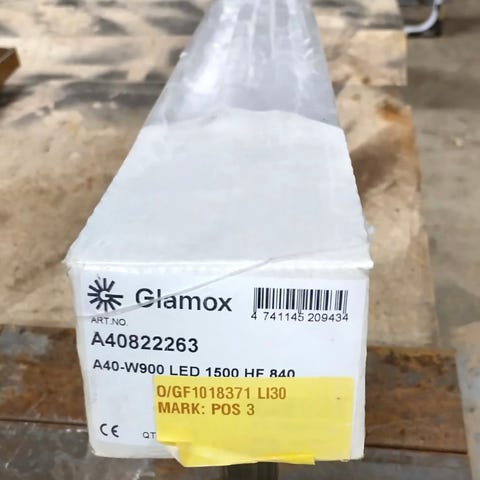 Glamox
4 741145 209434
ART.NO.
A40822263
A40-W900 LED 1500 HF 840
O/GF1018371 LI30
MARK: POS 3
CE
QT